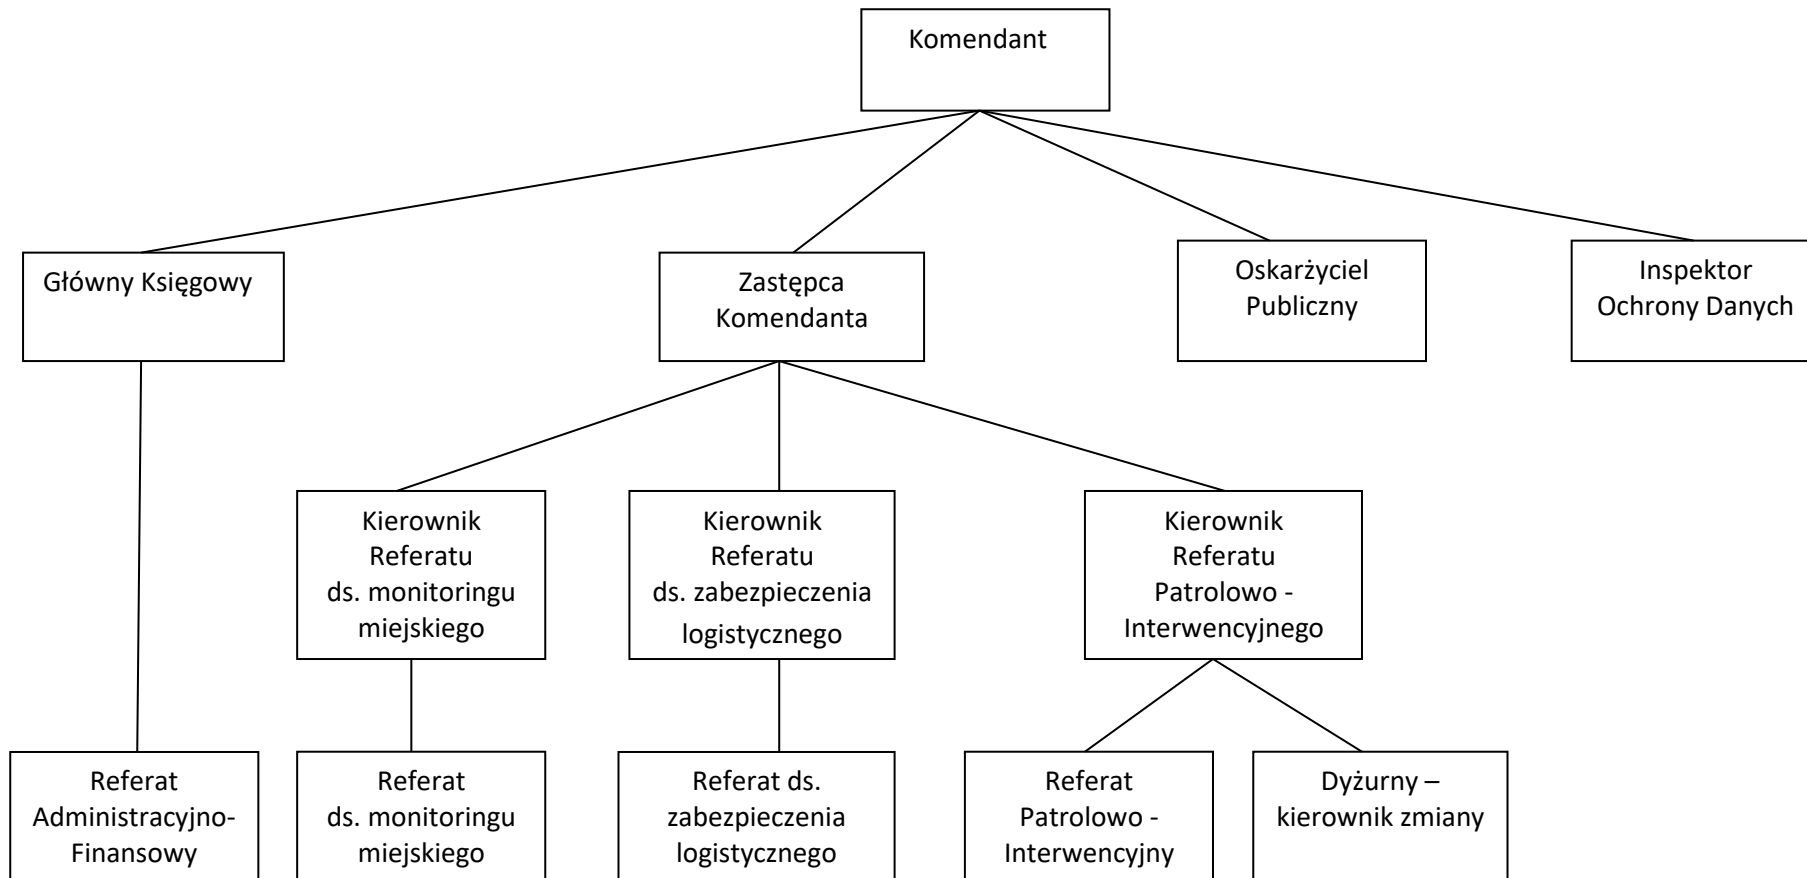 Komendant
Główny Księgowy
Zastępca
Komendanta
Oskarżyciel
Publiczny
Inspektor
Ochrony Danych
Kierownik
Referatu
ds. monitoringu
miejskiego
Kierownik
Referatu
ds. zabezpieczenia
logistycznego
Kierownik
Referatu
Patrolowo -
Interwencyjnego
Referat
Administracyjno-
Finansowy
Referat
ds. monitoringu
miejskiego
Referat ds.
zabezpieczenia
logistycznego
Referat
Patrolowo -
Interwencyjny
Dyżurny –
kierownik zmiany